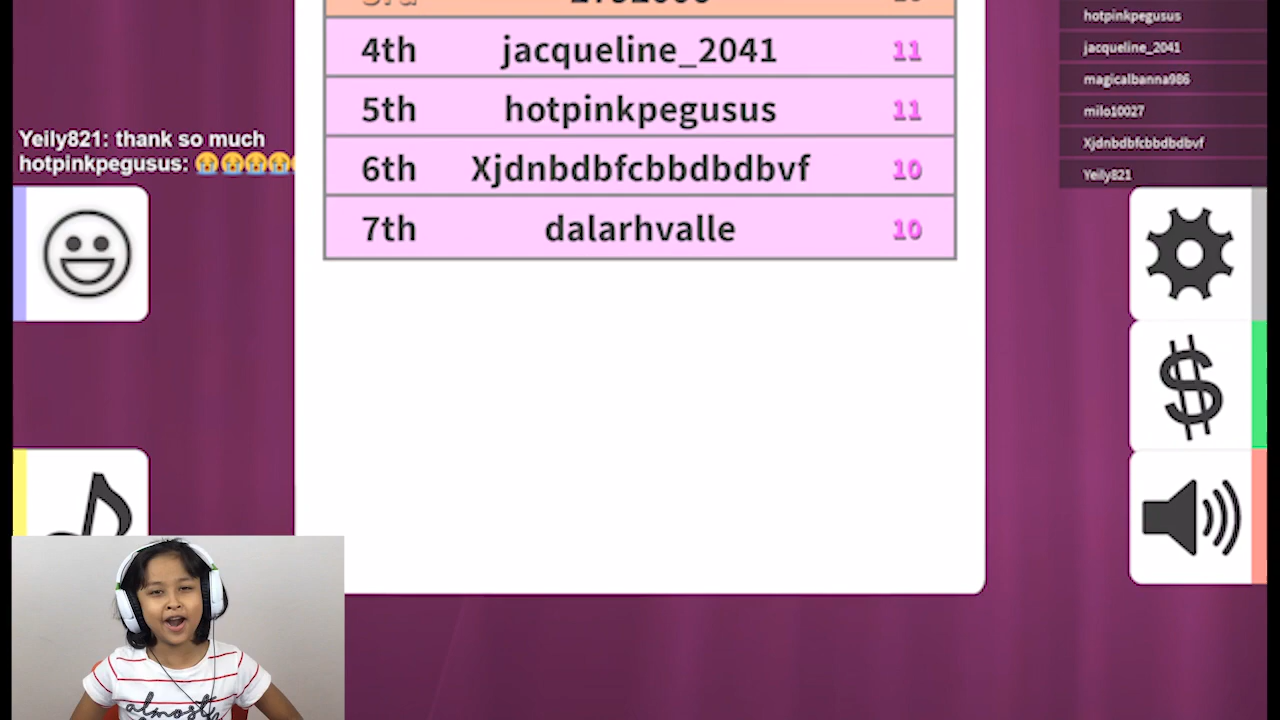 4th jacqueline_2041 11
5th hotpinkpegusus 11
6th Xjdnbdbfcbbdbdbvf 10
7th dalarhvalle 10
Yeily821: thank so much
hotpinkpegusus: 😭😭😭😭
hotpinkpegusus
jacqueline_2041
magicalbanna986
milo10027
Xjdnbdbfcbbdbdbvf
Yeily821
$
almost